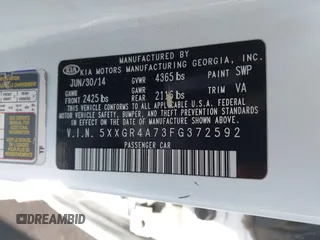 MANUFACTURED BY
KIA KIA MOTORS MANUFACTURING GEORGIA, INC.
JUN/30/14 GVWR 4365 lbs PAINT SWP
GAWR FRONT 2425 lbs GAWR REAR 2116 lbs TRIM VA
THIS VEHICLE CONFORMS TO ALL APPLICABLE
U.S. FEDERAL MOTOR VEHICLE SAFETY,
BUMPER, AND THEFT PREVENTION STANDARDS
IN EFFECT ON THE DATE OF MANUFACTURE
SHOWN ABOVE.
V.I.N. 5XXGR4A73FG372592
PASSENGER CAR
DREAMBID